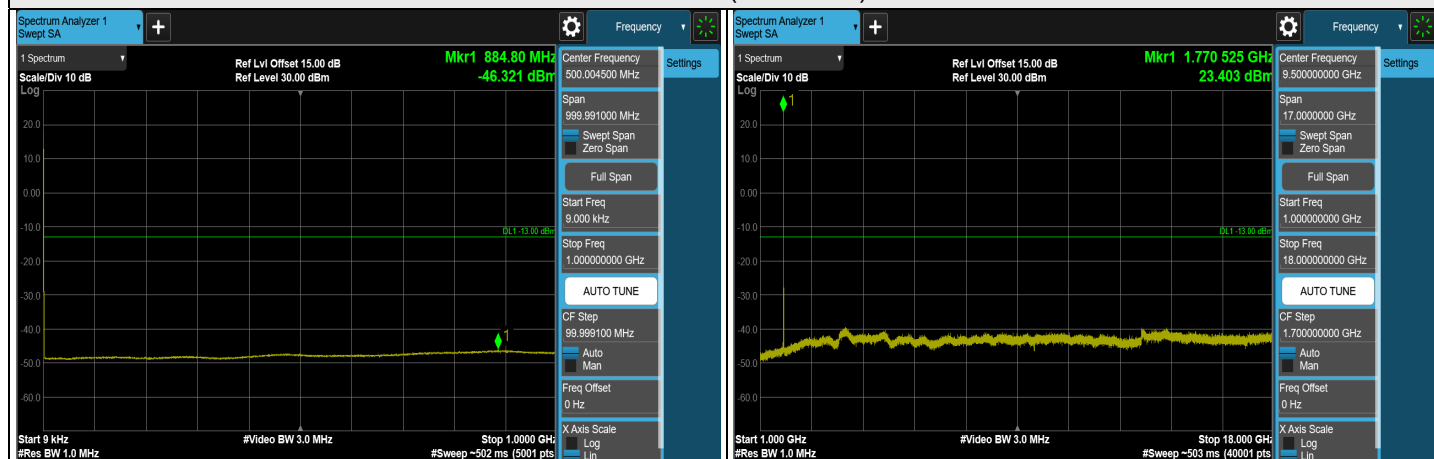 Spectrum Analyzer 1
Swept SA
+
Frequency
1 Spectrum
Scale/Div 10 dB
Log
Ref Lvl Offset 15.00 dB
Ref Level 30.00 dBm
Mkr1 884.80 MHz
-46.321 dBm
1
20.0
10.0
0.00
-10.0
-20.0
-30.0
-40.0
-50.0
-60.0
DL1 -13.00 dBm
Start 9 kHz
#Res BW 1.0 MHz
#Video BW 3.0 MHz
Stop 1.0000 GHz
#Sweep ~502 ms (5001 pts
Center Frequency
500.004500 MHz
Settings
Span
999.991000 MHz
Swept Span
Zero Span
Full Span
Start Freq
9.000 kHz
Stop Freq
1.000000000 GHz
AUTO TUNE
CF Step
99.999100 MHz
Auto
Man
Freq Offset
0 Hz
X Axis Scale
Log
Lin
Spectrum Analyzer 1
Swept SA
+
Frequency
1 Spectrum
Scale/Div 10 dB
Log
Ref Lvl Offset 15.00 dB
Ref Level 30.00 dBm
Mkr1 1.770 525 GHz
23.403 dBm
1
20.0
10.0
0.00
-10.0
-20.0
-30.0
-40.0
-50.0
-60.0
DL1 -13.00 dBm
Start 1.000 GHz
#Res BW 1.0 MHz
#Video BW 3.0 MHz
Stop 18.000 GHz
#Sweep ~503 ms (40001 pts
Center Frequency
9.500000000 GHz
Settings
Span
17.0000000 GHz
Swept Span
Zero Span
Full Span
Start Freq
1.000000000 GHz
Stop Freq
18.000000000 GHz
AUTO TUNE
CF Step
1.700000000 GHz
Auto
Man
Freq Offset
0 Hz
X Axis Scale
Log
Lin